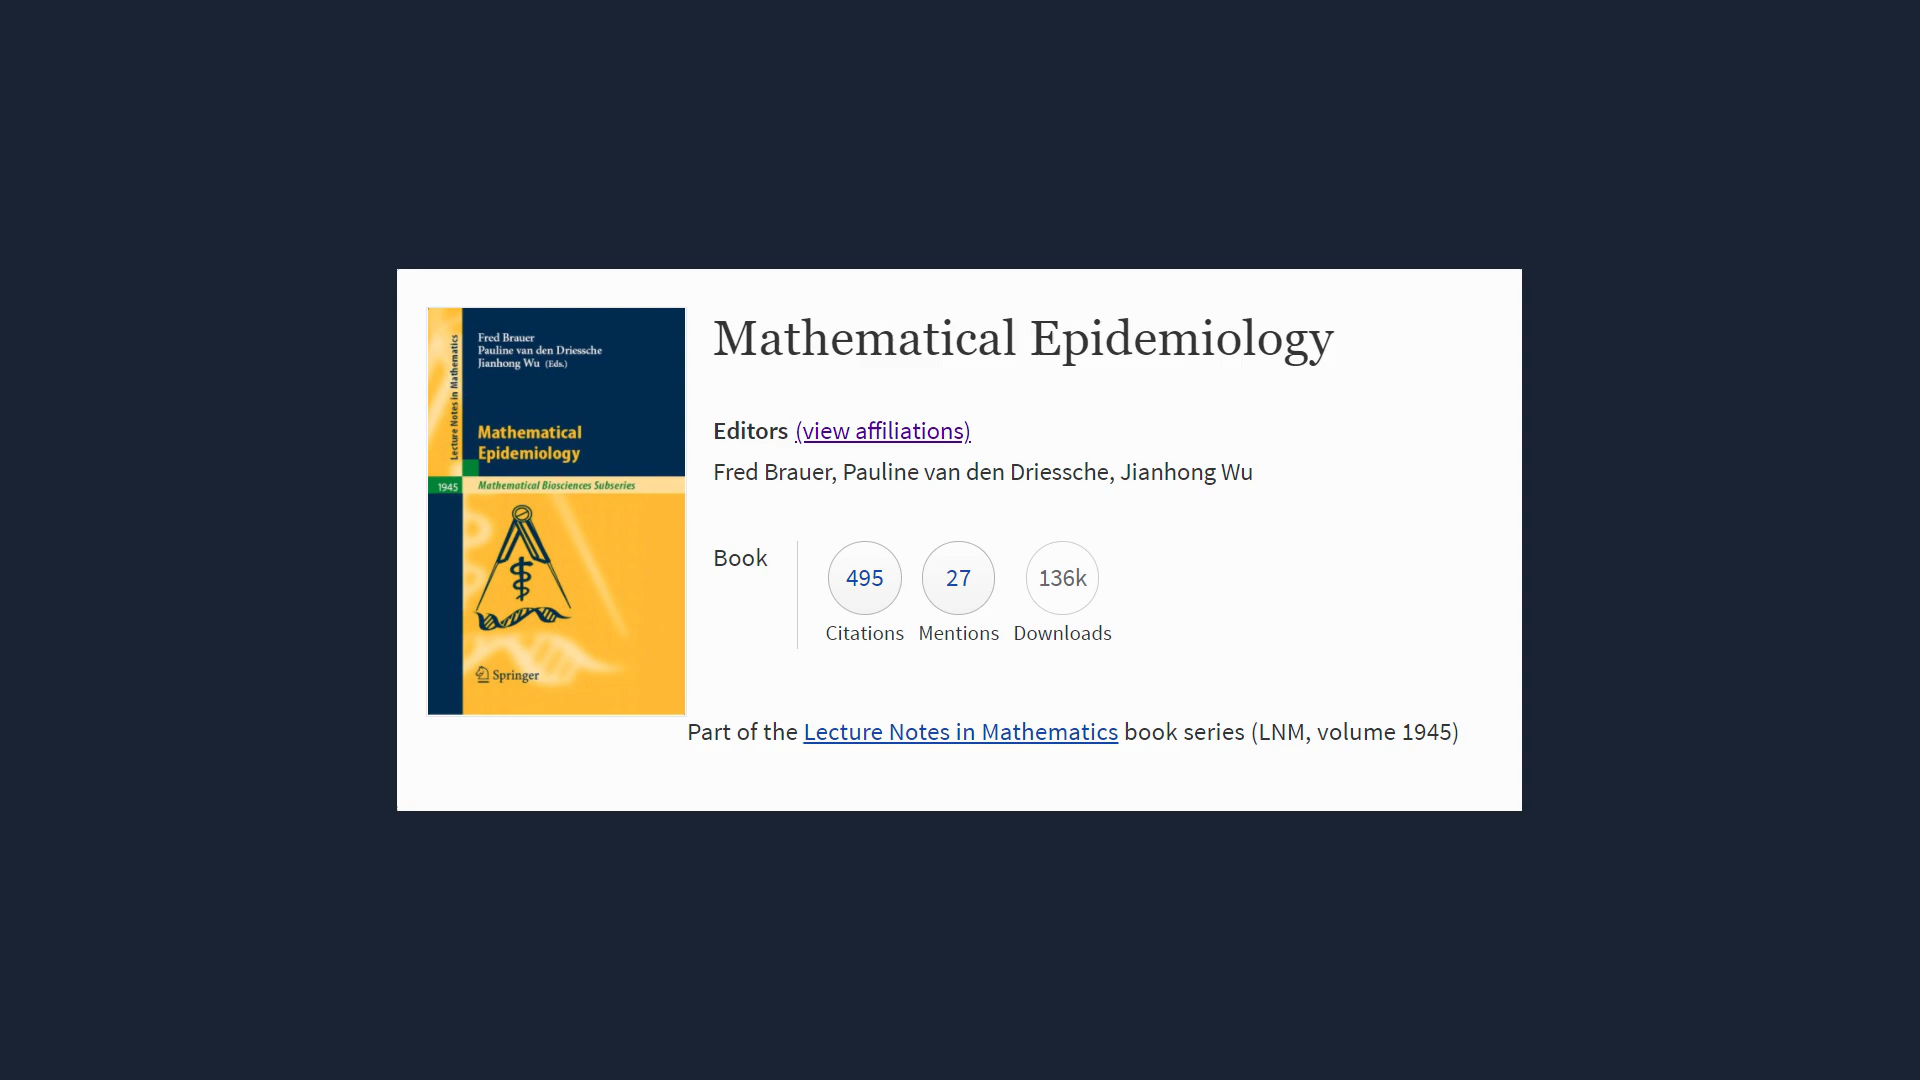 Fred Brauer
Pauline van den Driessche
Jianhong Wu (Eds.)
Lecture Notes in Mathematics
Mathematical
Epidemiology
1945
Mathematical Biosciences Subseries
Springer
Mathematical Epidemiology
Editors (view affiliations)
Fred Brauer, Pauline van den Driessche, Jianhong Wu
Book
495 27 136k
Citations Mentions Downloads
Part of the Lecture Notes in Mathematics book series (LNM, volume 1945)